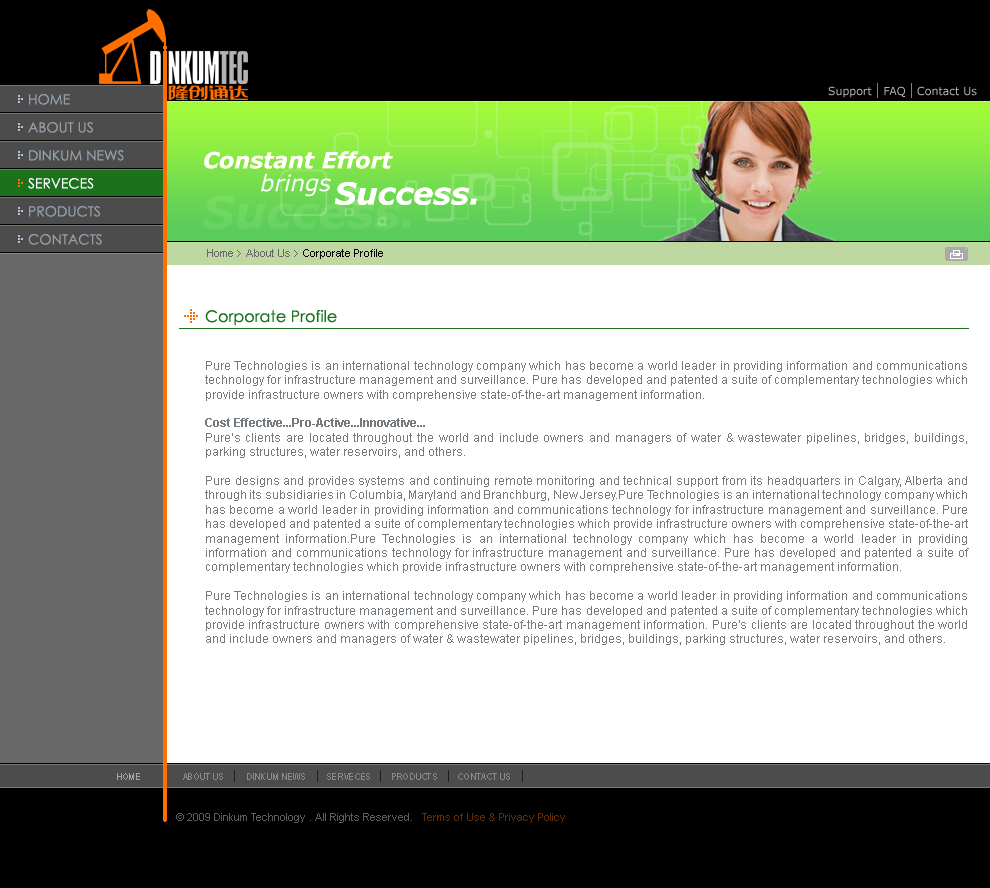 DINKUMTEC
隆创通达
Support | FAQ | Contact Us
HOME
ABOUT US
DINKUM NEWS
SERVECES
PRODUCTS
CONTACTS
Constant Effort
brings Success.
Success.
Home > About Us > Corporate Profile
Corporate Profile
Pure Technologies is an international technology company which has become a world leader in providing information and communications
technology for infrastructure management and surveillance. Pure has developed and patented a suite of complementary technologies which
provide infrastructure owners with comprehensive state-of-the-art management information.
Cost Effective...Pro-Active...Innovative...
Pure's clients are located throughout the world and include owners and managers of water & wastewater pipelines, bridges, buildings,
parking structures, water reservoirs, and others.
Pure designs and provides systems and continuing remote monitoring and technical support from its headquarters in Calgary, Alberta and
through its subsidiaries in Columbia, Maryland and Branchburg, New Jersey.Pure Technologies is an international technology company which
has become a world leader in providing information and communications technology for infrastructure management and surveillance. Pure
has developed and patented a suite of complementary technologies which provide infrastructure owners with comprehensive state-of-the-art
management information.Pure Technologies is an international technology company which has become a world leader in providing
information and communications technology for infrastructure management and surveillance. Pure has developed and patented a suite of
complementary technologies which provide infrastructure owners with comprehensive state-of-the-art management information.
Pure Technologies is an international technology company which has become a world leader in providing information and communications
technology for infrastructure management and surveillance. Pure has developed and patented a suite of complementary technologies which
provide infrastructure owners with comprehensive state-of-the-art management information. Pure's clients are located throughout the world
and include owners and managers of water & wastewater pipelines, bridges, buildings, parking structures, water reservoirs, and others.
HOME ABOUT US | DINKUM NEWS | SERVECES | PRODUCTS | CONTACT US |
© 2009 Dinkum Technology . All Rights Reserved. Terms of Use & Privacy Policy